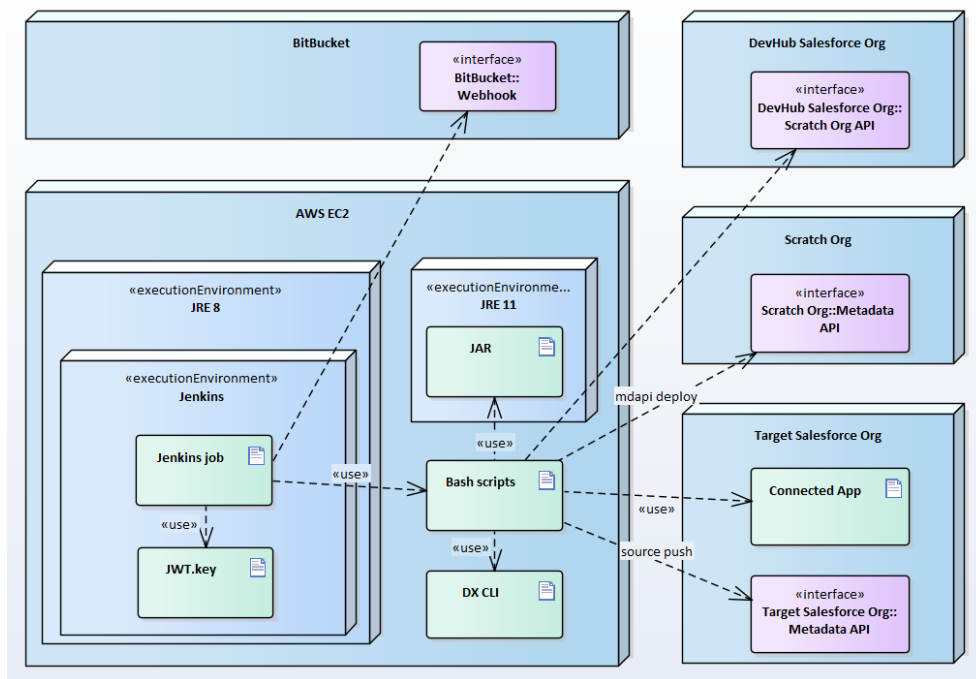 BitBucket
«interface»
BitBucket::
Webhook
DevHub Salesforce Org
«interface»
DevHub Salesforce Org::
Scratch Org API
AWS EC2
«executionEnvironment»
JRE 8
«executionEnvironment»
Jenkins
Jenkins job
«use»
JWT.key
«use»
«executionEnvironme...
JRE 11
JAR
«use»
Bash scripts
«use»
DX CLI
Scratch Org
«interface»
Scratch Org::Metadata
API
mdapi deploy
Target Salesforce Org
Connected App
«use»
source push
«interface»
Target Salesforce Org::
Metadata API